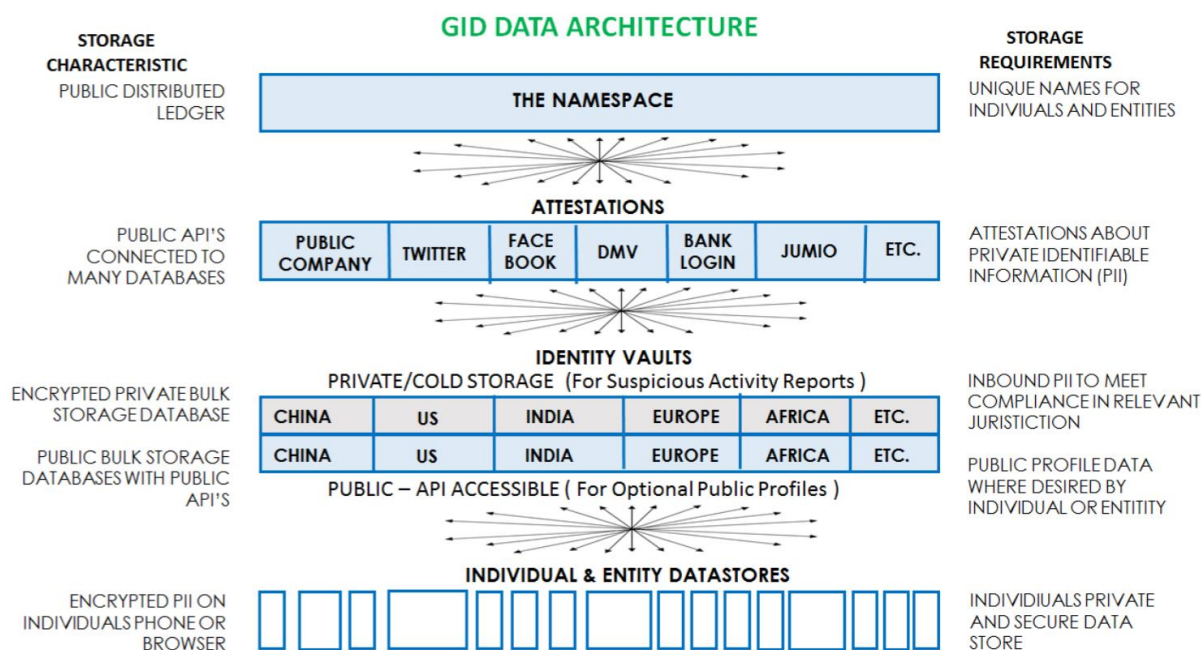 GID DATA ARCHITECTURE
STORAGE
CHARACTERISTIC
STORAGE
REQUIREMENTS
PUBLIC DISTRIBUTED
LEDGER
THE NAMESPACE
UNIQUE NAMES FOR
INDIVIUALS AND ENTITIES
ATTESTATIONS
PUBLIC API'S
CONNECTED TO
MANY DATABASES
PUBLIC
COMPANY
TWITTER
FACE
BOOK
DMV
BANK
LOGIN
JUMIO
ETC.
ATTESTATIONS ABOUT
PRIVATE IDENTIFIABLE
INFORMATION (PII)
IDENTITY VAULTS
PRIVATE/COLD STORAGE (For Suspicious Activity Reports )
ENCRYPTED PRIVATE BULK
STORAGE DATABASE
CHINA US INDIA EUROPE AFRICA ETC.
INBOUND PII TO MEET
COMPLIANCE IN RELEVANT
JURISTICTION
PUBLIC BULK STORAGE
DATABASES WITH PUBLIC
API'S
CHINA US INDIA EUROPE AFRICA ETC.
PUBLIC – API ACCESSIBLE ( For Optional Public Profiles )
PUBLIC PROFILE DATA
WHERE DESIRED BY
INDIVIDUAL OR ENTITITY
INDIVIDUAL & ENTITY DATASTORES
ENCRYPTED PII ON
INDIVIDUALS PHONE OR
BROWSER
INDIVIDIUALS PRIVATE
AND SECURE DATA
STORE